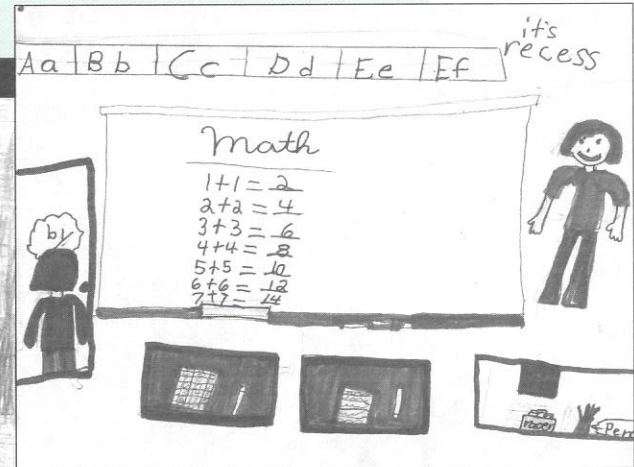 it's
recess
Aa Bb Cc Dd Ee Ef
Math
1+1 = 2
2+2 = 4
3+3 = 6
4+4 = 8
5+5 = 10
6+6 = 12
7+7 = 14